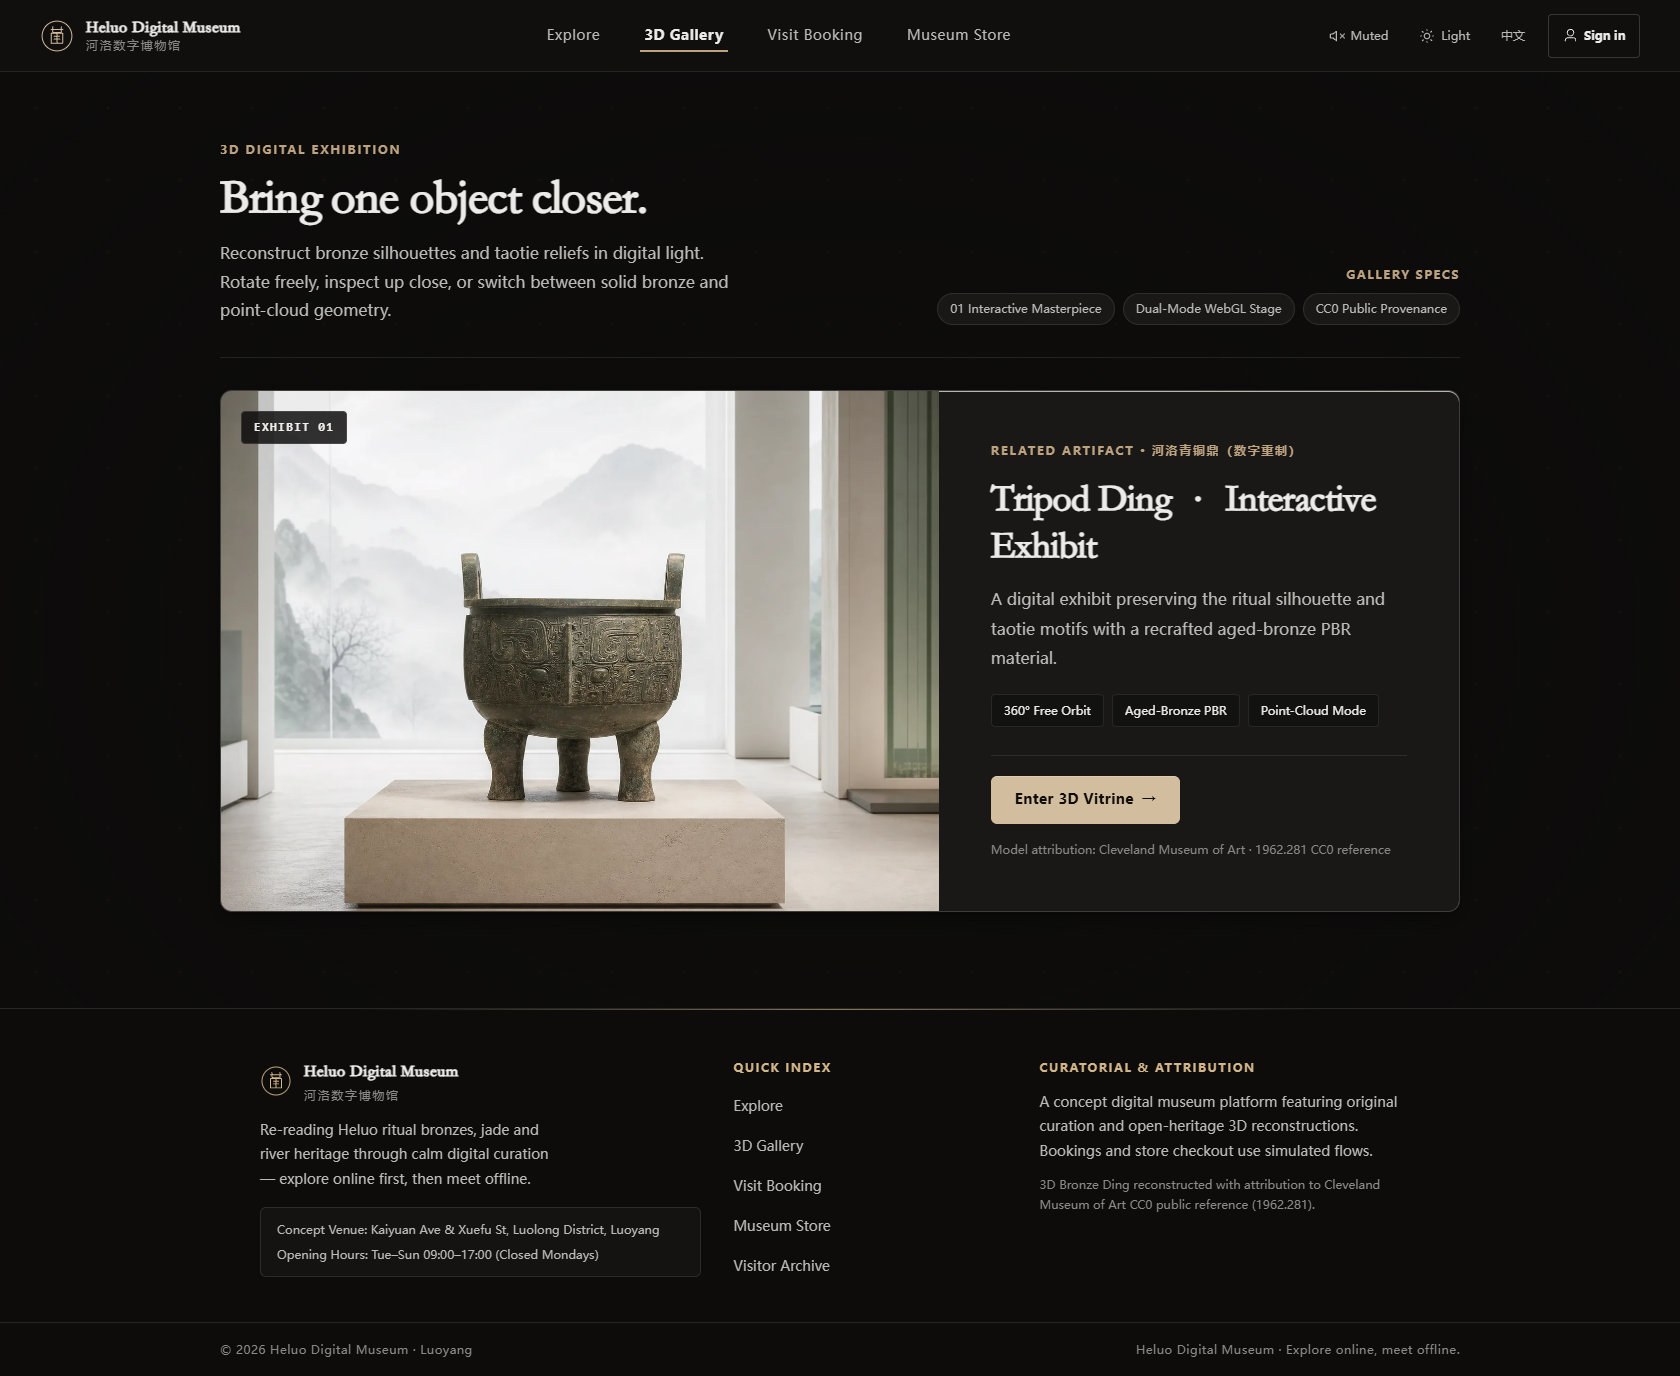 Heluo Digital Museum
河洛数字博物馆
Explore
3D Gallery
Visit Booking
Museum Store
Muted
Light
中文
Sign in
3D DIGITAL EXHIBITION
Bring one object closer.
Reconstruct bronze silhouettes and taotie reliefs in digital light.
Rotate freely, inspect up close, or switch between solid bronze and
point-cloud geometry.
GALLERY SPECS
01 Interactive Masterpiece
Dual-Mode WebGL Stage
CC0 Public Provenance
EXHIBIT 01
RELATED ARTIFACT • 河洛青铜鼎（数字重制）
Tripod Ding · Interactive
Exhibit
A digital exhibit preserving the ritual silhouette and
taotie motifs with a recrafted aged-bronze PBR
material.
360° Free Orbit
Aged-Bronze PBR
Point-Cloud Mode
Enter 3D Vitrine →
Model attribution: Cleveland Museum of Art · 1962.281 CC0 reference
Heluo Digital Museum
河洛数字博物馆
Re-reading Heluo ritual bronzes, jade and
river heritage through calm digital curation
— explore online first, then meet offline.
Concept Venue: Kaiyuan Ave & Xuefu St, Luolong District, Luoyang
Opening Hours: Tue–Sun 09:00–17:00 (Closed Mondays)
QUICK INDEX
Explore
3D Gallery
Visit Booking
Museum Store
Visitor Archive
CURATORIAL & ATTRIBUTION
A concept digital museum platform featuring original
curation and open-heritage 3D reconstructions.
Bookings and store checkout use simulated flows.
3D Bronze Ding reconstructed with attribution to Cleveland
Museum of Art CC0 public reference (1962.281).
© 2026 Heluo Digital Museum · Luoyang
Heluo Digital Museum · Explore online, meet offline.